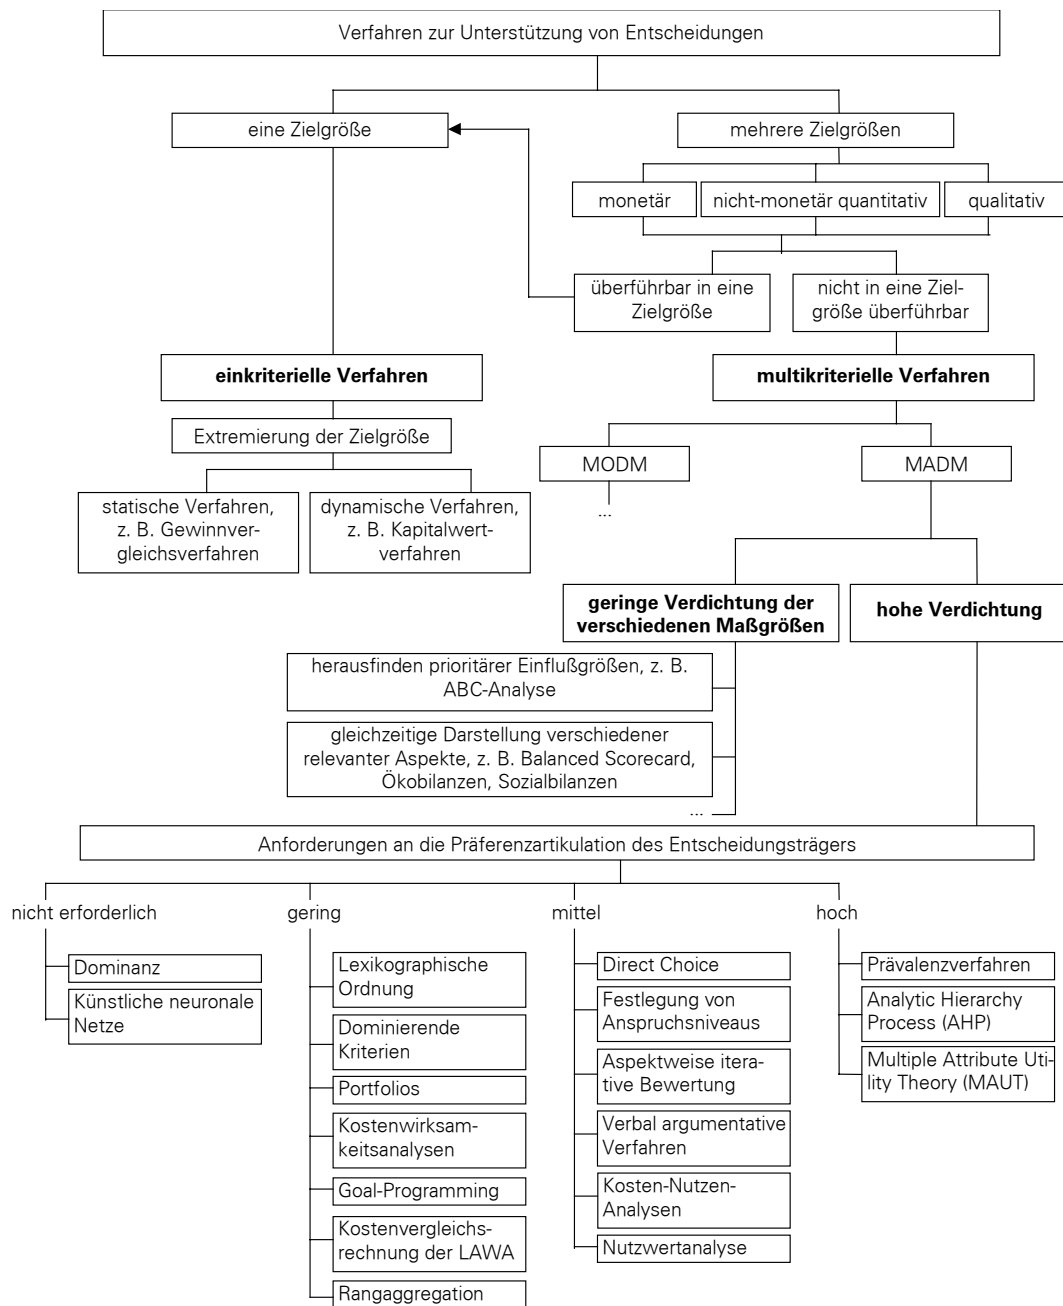 Verfahren zur Unterstützung von Entscheidungen
eine Zielgröße
mehrere Zielgrößen
monetär
nicht-monetär quantitativ
qualitativ
überführbar in eine
Zielgröße
nicht in eine Ziel-
größe überführbar
einkriterielle Verfahren
multikriterielle Verfahren
Extremierung der Zielgröße
MODM
MADM
statische Verfahren,
z. B. Gewinnver-
gleichsverfahren
dynamische Verfahren,
z. B. Kapitalwert-
verfahren
...
geringe Verdichtung der
verschiedenen Maßgrößen
hohe Verdichtung
herausfinden prioritärer Einflußgrößen, z. B.
ABC-Analyse
gleichzeitige Darstellung verschiedener
relevanter Aspekte, z. B. Balanced Scorecard,
Ökobilanzen, Sozialbilanzen
...
Anforderungen an die Präferenzartikulation des Entscheidungsträgers
nicht erforderlich
Dominanz
Künstliche neuronale
Netze
gering
Lexikographische
Ordnung
Dominierende
Kriterien
Portfolios
Kostenwirksam-
keitsanalysen
Goal-Programming
Kostenvergleichs-
rechnung der LAWA
Rangaggregation
mittel
Direct Choice
Festlegung von
Anspruchsniveaus
Aspektweise itera-
tive Bewertung
Verbal argumentative
Verfahren
Kosten-Nutzen-
Analysen
Nutzwertanalyse
hoch
Prävalenzverfahren
Analytic Hierarchy
Process (AHP)
Multiple Attribute Uti-
lity Theory (MAUT)